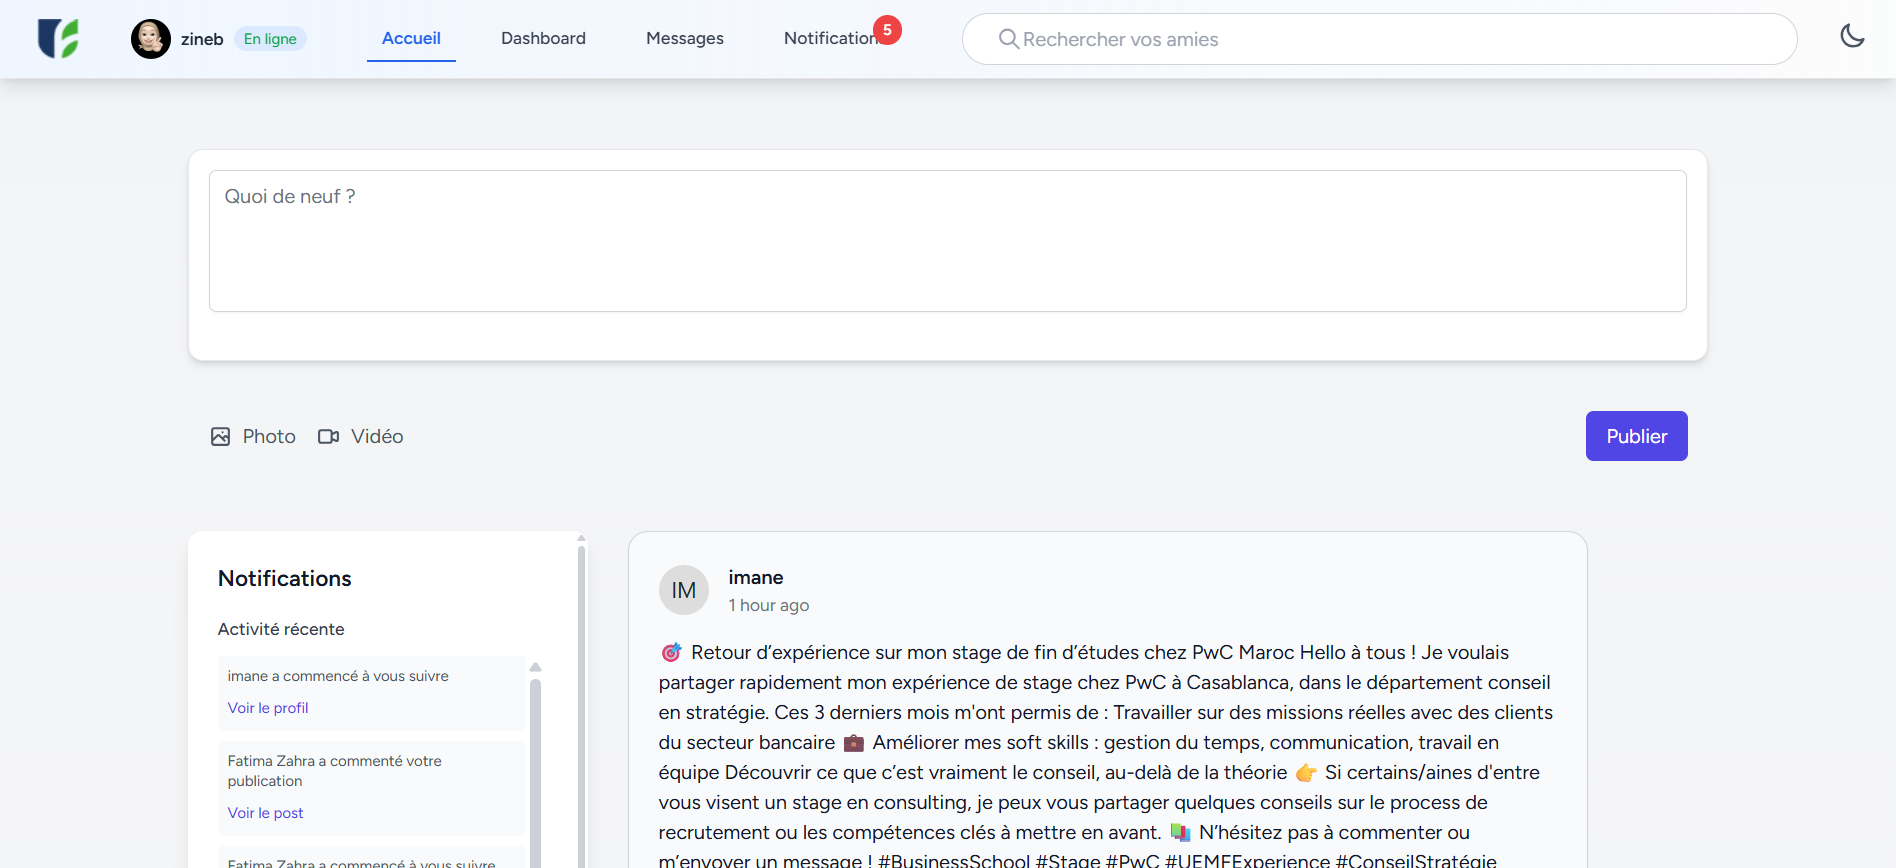 zineb En ligne Accueil Dashboard Messages Notification 5 Rechercher vos amies
Quoi de neuf ?
Photo Vidéo Publier
Notifications
Activité récente
imane a commencé à vous suivre
Voir le profil
Fatima Zahra a commenté votre
publication
Voir le post
Fatima Zahra a commencé à vous suivre
IM
imane
1 hour ago
🎯 Retour d’expérience sur mon stage de fin d’études chez PwC Maroc Hello à tous ! Je voulais
partager rapidement mon expérience de stage chez PwC à Casablanca, dans le département conseil
en stratégie. Ces 3 derniers mois m'ont permis de : Travailler sur des missions réelles avec des clients
du secteur bancaire 💼 Améliorer mes soft skills : gestion du temps, communication, travail en
équipe Découvrir ce que c’est vraiment le conseil, au-delà de la théorie 👉 Si certains/aines d'entre
vous visent un stage en consulting, je peux vous partager quelques conseils sur le process de
recrutement ou les compétences clés à mettre en avant. 📚 N’hésitez pas à commenter ou
m’envoyer un message ! #BusinessSchool #Stage #PwC #UEMFExperience #ConseilStratégie